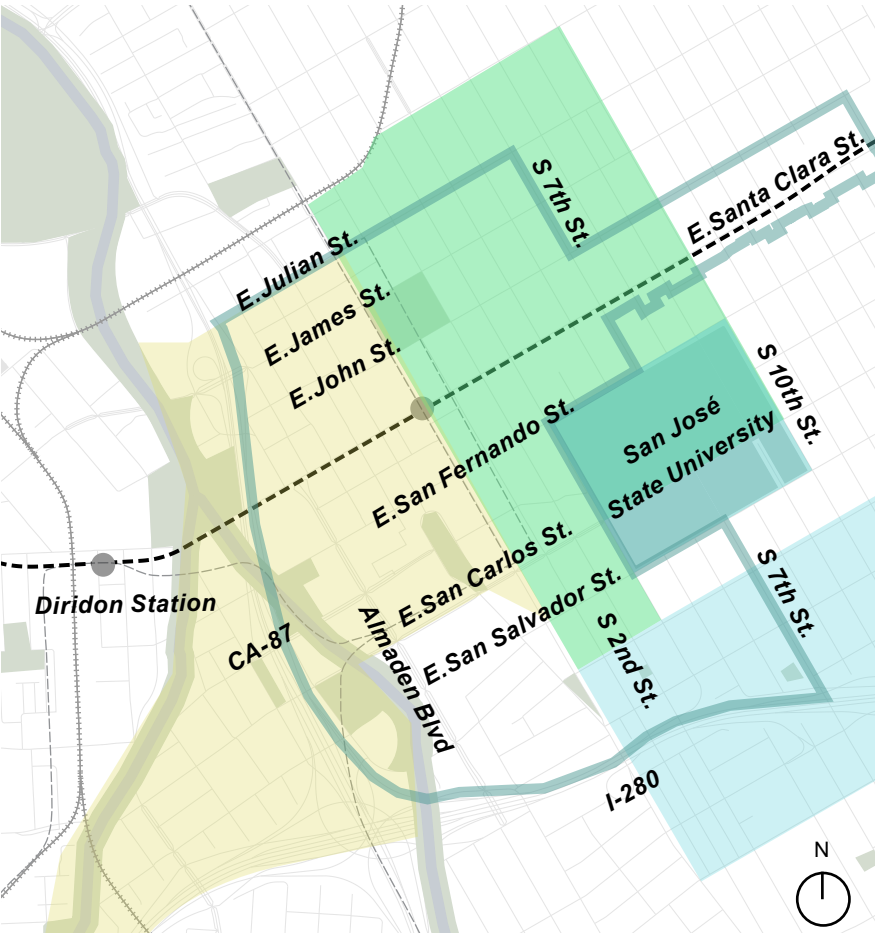 S 7th St.
E.Santa Clara St.
E.Julian St.
E.James St.
E.John St.
S 10th St.
E.San Fernando St.
San José
State University
E.San Carlos St.
S 7th St.
Diridon Station
E.San Salvador St.
CA-87
Almaden Blvd
S 2nd St.
I-280
N